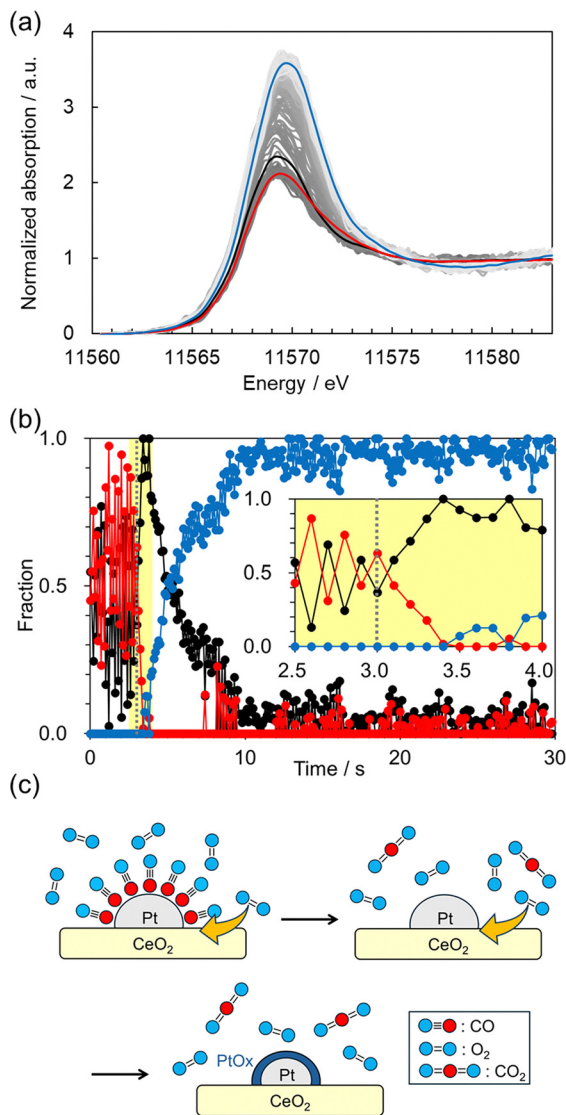 (a)
Normalized absorption / a.u.
4
3
2
1
0
11560 11565 11570 11575 11580
Energy / eV
(b)
Fraction
1.0
0.5
0.0
1.0
0.5
0.0
2.5 3.0 3.5 4.0
0 10 20 30
Time / s
(c)
Pt
CeO2
Pt
CeO2
PtOx
Pt
CeO2
: CO
: O2
: CO2